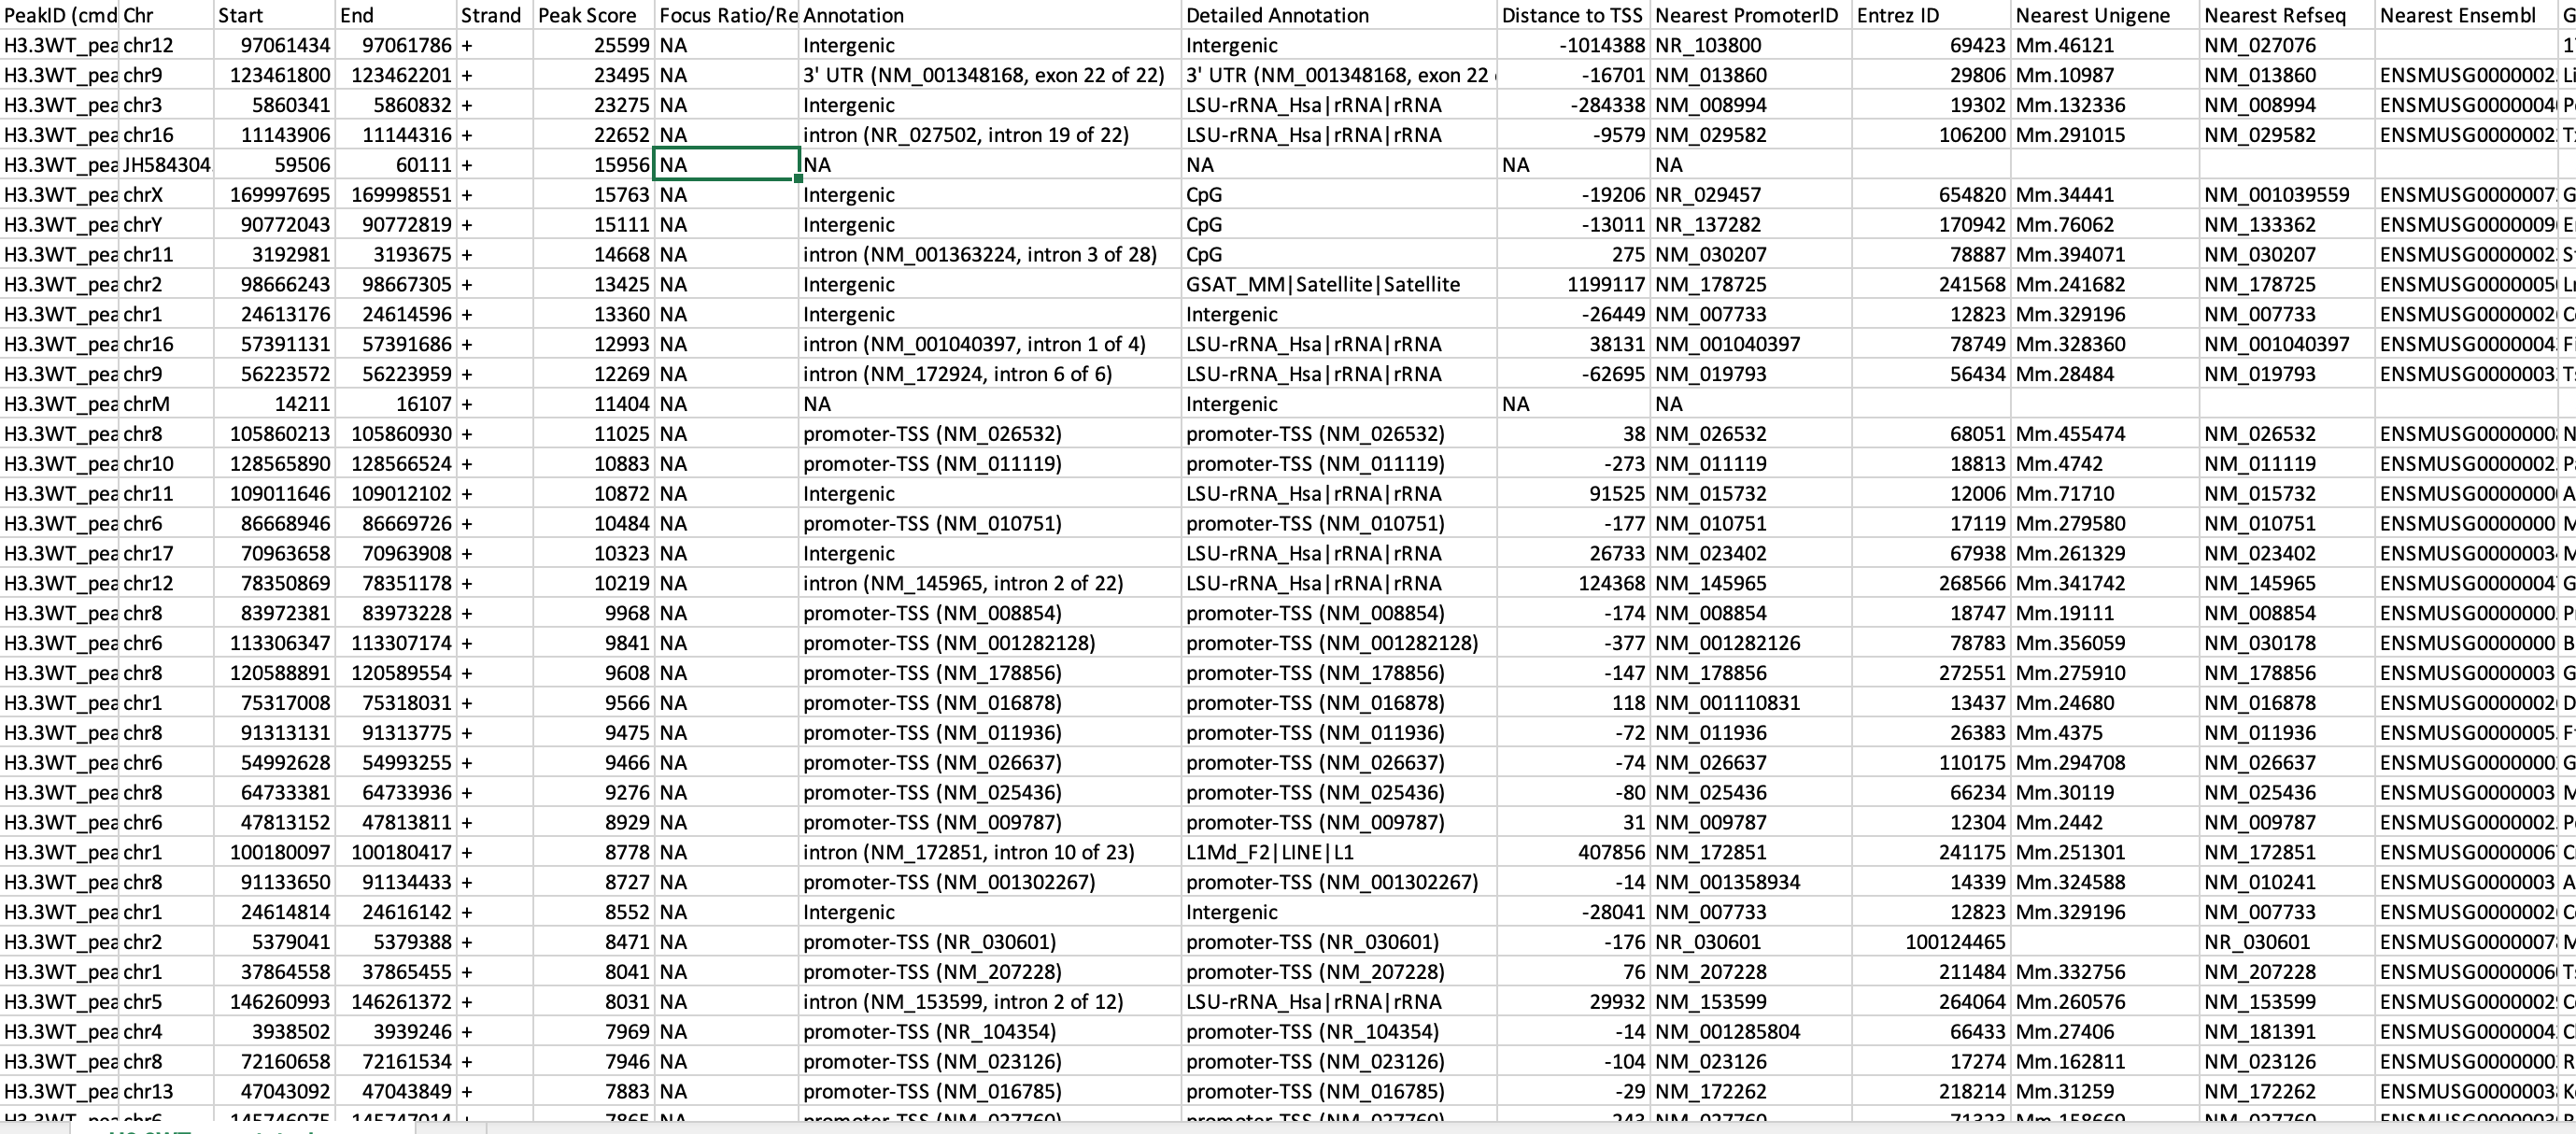 PeakID (cmd Chr Start End Strand Peak Score Focus Ratio/Re Annotation Detailed Annotation Distance to TSS Nearest PromoterID Entrez ID Nearest Unigene Nearest Refseq Nearest Ensembl G
H3.3WT_pea chr12 97061434 97061786 + 25599 NA Intergenic Intergenic -1014388 NR_103800 69423 Mm.46121 NM_027076 1
H3.3WT_pea chr9 123461800 123462201 + 23495 NA 3' UTR (NM_001348168, exon 22 of 22) 3' UTR (NM_001348168, exon 22 -16701 NM_013860 29806 Mm.10987 NM_013860 ENSMUSG0000002 Li
H3.3WT_pea chr3 5860341 5860832 + 23275 NA Intergenic LSU-rRNA_Hsa|rRNA|rRNA -284338 NM_008994 19302 Mm.132336 NM_008994 ENSMUSG0000004 P
H3.3WT_pea chr16 11143906 11144316 + 22652 NA intron (NR_027502, intron 19 of 22) LSU-rRNA_Hsa|rRNA|rRNA -9579 NM_029582 106200 Mm.291015 NM_029582 ENSMUSG0000002 T
H3.3WT_pea JH584304 59506 60111 + 15956 NA NA NA NA NA
H3.3WT_pea chrX 169997695 169998551 + 15763 NA Intergenic CpG -19206 NR_029457 654820 Mm.34441 NM_001039559 ENSMUSG0000007 G
H3.3WT_pea chrY 90772043 90772819 + 15111 NA Intergenic CpG -13011 NR_137282 170942 Mm.76062 NM_133362 ENSMUSG0000009 E
H3.3WT_pea chr11 3192981 3193675 + 14668 NA intron (NM_001363224, intron 3 of 28) CpG 275 NM_030207 78887 Mm.394071 NM_030207 ENSMUSG0000002 S
H3.3WT_pea chr2 98666243 98667305 + 13425 NA Intergenic GSAT_MM|Satellite|Satellite 1199117 NM_178725 241568 Mm.241682 NM_178725 ENSMUSG0000005 L
H3.3WT_pea chr1 24613176 24614596 + 13360 NA Intergenic Intergenic -26449 NM_007733 12823 Mm.329196 NM_007733 ENSMUSG0000002 C
H3.3WT_pea chr16 57391131 57391686 + 12993 NA intron (NM_001040397, intron 1 of 4) LSU-rRNA_Hsa|rRNA|rRNA 38131 NM_001040397 78749 Mm.328360 NM_001040397 ENSMUSG0000004 Fi
H3.3WT_pea chr9 56223572 56223959 + 12269 NA intron (NM_172924, intron 6 of 6) LSU-rRNA_Hsa|rRNA|rRNA -62695 NM_019793 56434 Mm.28484 NM_019793 ENSMUSG0000003 T
H3.3WT_pea chrM 14211 16107 + 11404 NA NA Intergenic NA NA
H3.3WT_pea chr8 105860213 105860930 + 11025 NA promoter-TSS (NM_026532) promoter-TSS (NM_026532) 38 NM_026532 68051 Mm.455474 NM_026532 ENSMUSG0000000 N
H3.3WT_pea chr10 128565890 128566524 + 10883 NA promoter-TSS (NM_011119) promoter-TSS (NM_011119) -273 NM_011119 18813 Mm.4742 NM_011119 ENSMUSG0000002 P
H3.3WT_pea chr11 109011646 109012102 + 10872 NA Intergenic LSU-rRNA_Hsa|rRNA|rRNA 91525 NM_015732 12006 Mm.71710 NM_015732 ENSMUSG0000000 A
H3.3WT_pea chr6 86668946 86669726 + 10484 NA promoter-TSS (NM_010751) promoter-TSS (NM_010751) -177 NM_010751 17119 Mm.279580 NM_010751 ENSMUSG0000000 M
H3.3WT_pea chr17 70963658 70963908 + 10323 NA Intergenic LSU-rRNA_Hsa|rRNA|rRNA 26733 NM_023402 67938 Mm.261329 NM_023402 ENSMUSG0000003 M
H3.3WT_pea chr12 78350869 78351178 + 10219 NA intron (NM_145965, intron 2 of 22) LSU-rRNA_Hsa|rRNA|rRNA 124368 NM_145965 268566 Mm.341742 NM_145965 ENSMUSG0000004 G
H3.3WT_pea chr8 83972381 83973228 + 9968 NA promoter-TSS (NM_008854) promoter-TSS (NM_008854) -174 NM_008854 18747 Mm.19111 NM_008854 ENSMUSG0000000 P
H3.3WT_pea chr6 113306347 113307174 + 9841 NA promoter-TSS (NM_001282128) promoter-TSS (NM_001282128) -377 NM_001282126 78783 Mm.356059 NM_030178 ENSMUSG0000000 B
H3.3WT_pea chr8 120588891 120589554 + 9608 NA promoter-TSS (NM_178856) promoter-TSS (NM_178856) -147 NM_178856 272551 Mm.275910 NM_178856 ENSMUSG0000003 G
H3.3WT_pea chr1 75317008 75318031 + 9566 NA promoter-TSS (NM_016878) promoter-TSS (NM_016878) 118 NM_001110831 13437 Mm.24680 NM_016878 ENSMUSG0000002 D
H3.3WT_pea chr8 91313131 91313775 + 9475 NA promoter-TSS (NM_011936) promoter-TSS (NM_011936) -72 NM_011936 26383 Mm.4375 NM_011936 ENSMUSG0000005 F
H3.3WT_pea chr6 54992628 54993255 + 9466 NA promoter-TSS (NM_026637) promoter-TSS (NM_026637) -74 NM_026637 110175 Mm.294708 NM_026637 ENSMUSG0000000 G
H3.3WT_pea chr8 64733381 64733936 + 9276 NA promoter-TSS (NM_025436) promoter-TSS (NM_025436) -80 NM_025436 66234 Mm.30119 NM_025436 ENSMUSG0000003 M
H3.3WT_pea chr6 47813152 47813811 + 8929 NA promoter-TSS (NM_009787) promoter-TSS (NM_009787) 31 NM_009787 12304 Mm.2442 NM_009787 ENSMUSG0000002 P
H3.3WT_pea chr1 100180097 100180417 + 8778 NA intron (NM_172851, intron 10 of 23) L1Md_F2|LINE|L1 407856 NM_172851 241175 Mm.251301 NM_172851 ENSMUSG0000006 C
H3.3WT_pea chr8 91133650 91134433 + 8727 NA promoter-TSS (NM_001302267) promoter-TSS (NM_001302267) -14 NM_001358934 14339 Mm.324588 NM_010241 ENSMUSG0000003 A
H3.3WT_pea chr1 24614814 24616142 + 8552 NA Intergenic Intergenic -28041 NM_007733 12823 Mm.329196 NM_007733 ENSMUSG0000002 C
H3.3WT_pea chr2 5379041 5379388 + 8471 NA promoter-TSS (NR_030601) promoter-TSS (NR_030601) -176 NR_030601 100124465 NR_030601 ENSMUSG0000007 M
H3.3WT_pea chr1 37864558 37865455 + 8041 NA promoter-TSS (NM_207228) promoter-TSS (NM_207228) 76 NM_207228 211484 Mm.332756 NM_207228 ENSMUSG0000006 T
H3.3WT_pea chr5 146260993 146261372 + 8031 NA intron (NM_153599, intron 2 of 12) LSU-rRNA_Hsa|rRNA|rRNA 29932 NM_153599 264064 Mm.260576 NM_153599 ENSMUSG0000002 C
H3.3WT_pea chr4 3938502 3939246 + 7969 NA promoter-TSS (NR_104354) promoter-TSS (NR_104354) -14 NM_001285804 66433 Mm.27406 NM_181391 ENSMUSG0000004 C
H3.3WT_pea chr8 72160658 72161534 + 7946 NA promoter-TSS (NM_023126) promoter-TSS (NM_023126) -104 NM_023126 17274 Mm.162811 NM_023126 ENSMUSG0000000 R
H3.3WT_pea chr13 47043092 47043849 + 7883 NA promoter-TSS (NM_016785) promoter-TSS (NM_016785) -29 NM_172262 218214 Mm.31259 NM_172262 ENSMUSG0000003 K